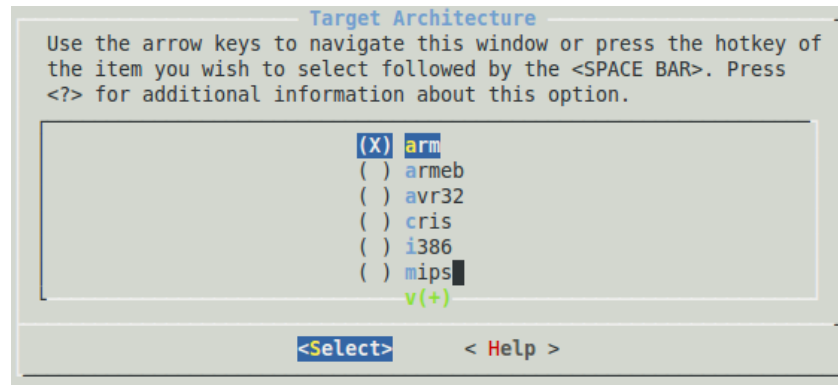 Target Architecture
Use the arrow keys to navigate this window or press the hotkey of
the item you wish to select followed by the <SPACE BAR>. Press
<?> for additional information about this option.
(X) arm
( ) armeb
( ) avr32
( ) cris
( ) i386
( ) mips
v(+)
<Select> < Help >